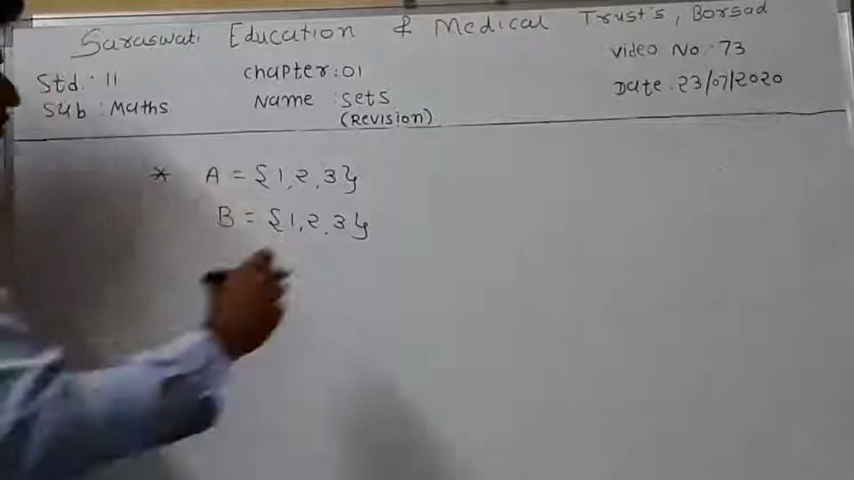 Saraswati Education & Medical Trust's, Borsad
Std. : 11 chapter : 01 video No. : 73
Sub : Maths Name : sets Date : 23/07/2020
(Revision)
* A = {1, 2, 3}
B = {1, 2, 3}